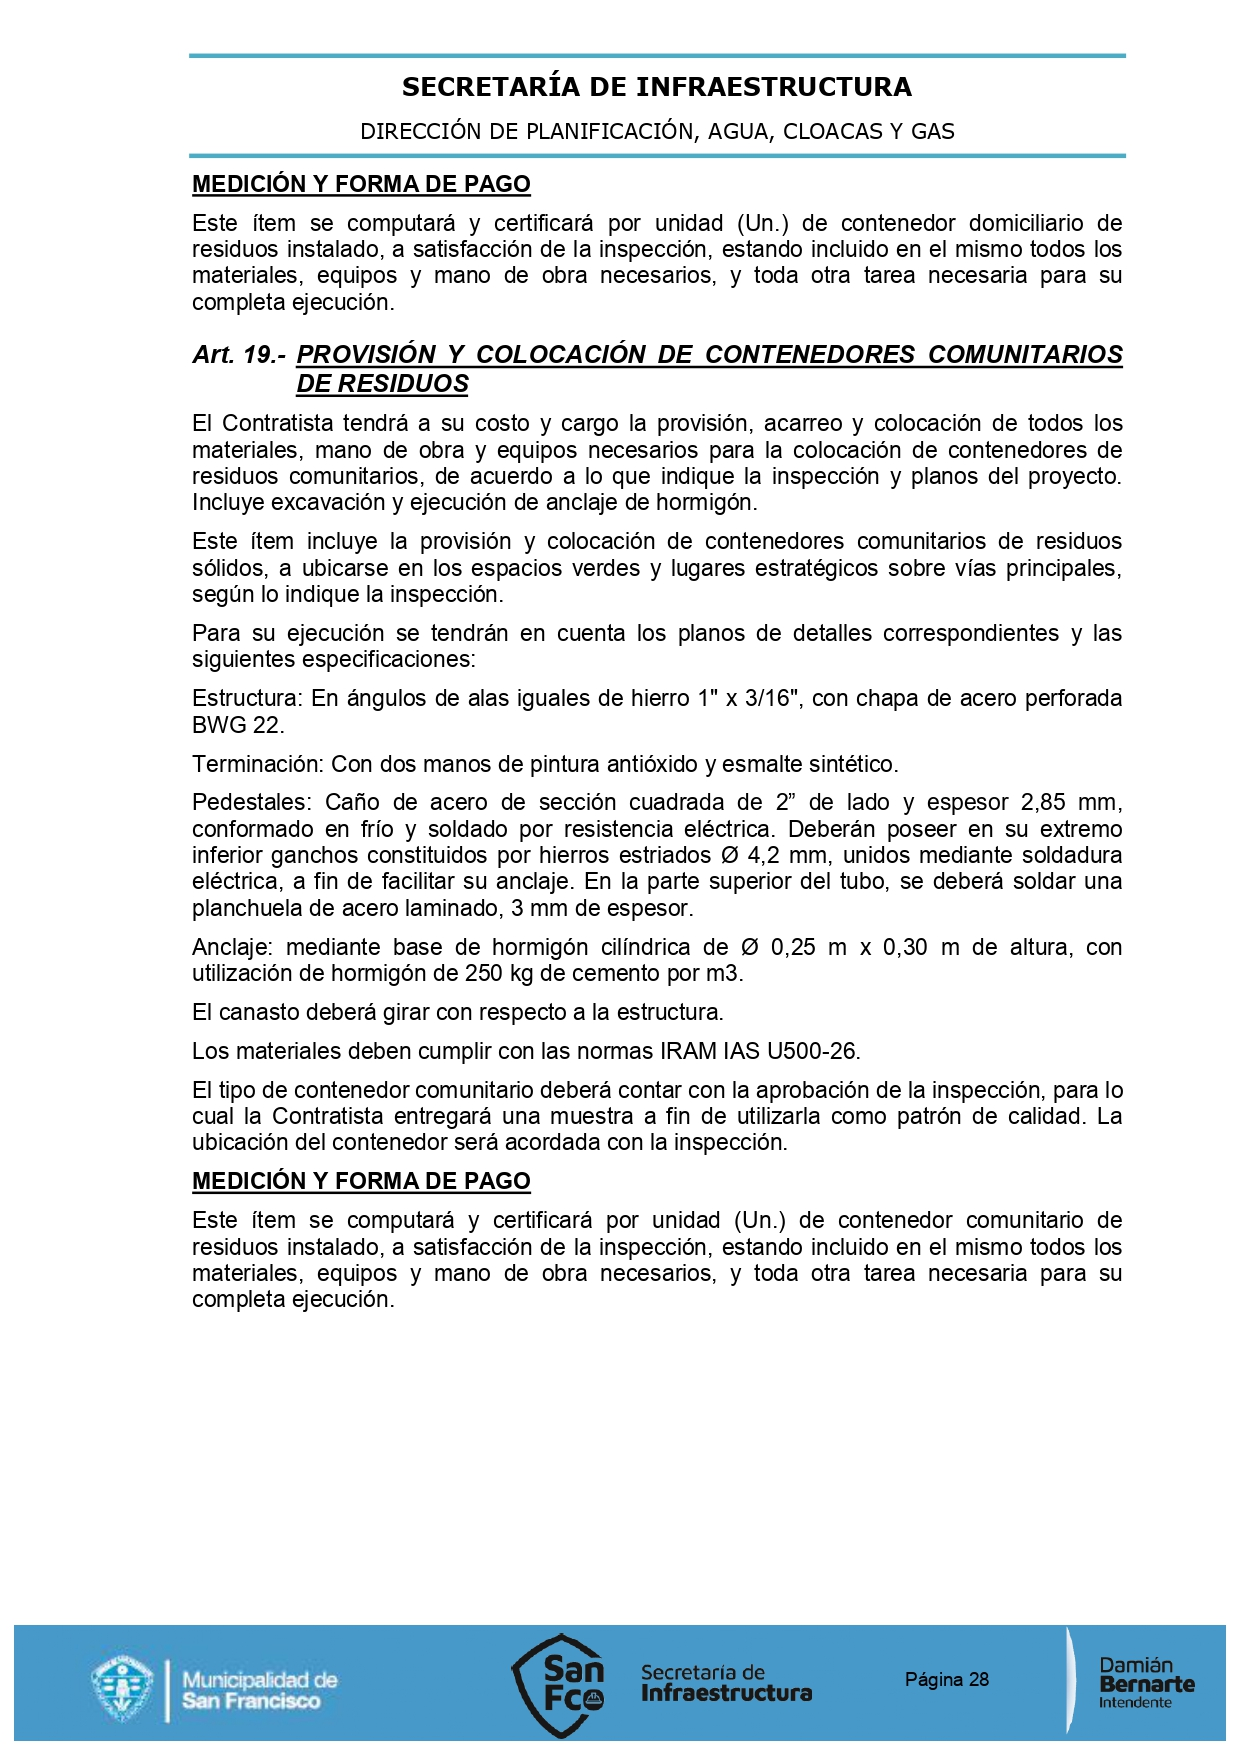 SECRETARÍA DE INFRAESTRUCTURA
DIRECCIÓN DE PLANIFICACIÓN, AGUA, CLOACAS Y GAS
MEDICIÓN Y FORMA DE PAGO
Este ítem se computará y certificará por unidad (Un.) de contenedor domiciliario de
residuos instalado, a satisfacción de la inspección, estando incluido en el mismo todos los
materiales, equipos y mano de obra necesarios, y toda otra tarea necesaria para su
completa ejecución.
Art. 19.- PROVISIÓN Y COLOCACIÓN DE CONTENEDORES COMUNITARIOS
DE RESIDUOS
El Contratista tendrá a su costo y cargo la provisión, acarreo y colocación de todos los
materiales, mano de obra y equipos necesarios para la colocación de contenedores de
residuos comunitarios, de acuerdo a lo que indique la inspección y planos del proyecto.
Incluye excavación y ejecución de anclaje de hormigón.
Este ítem incluye la provisión y colocación de contenedores comunitarios de residuos
sólidos, a ubicarse en los espacios verdes y lugares estratégicos sobre vías principales,
según lo indique la inspección.
Para su ejecución se tendrán en cuenta los planos de detalles correspondientes y las
siguientes especificaciones:
Estructura: En ángulos de alas iguales de hierro 1" x 3/16", con chapa de acero perforada
BWG 22.
Terminación: Con dos manos de pintura antióxido y esmalte sintético.
Pedestales: Caño de acero de sección cuadrada de 2” de lado y espesor 2,85 mm,
conformado en frío y soldado por resistencia eléctrica. Deberán poseer en su extremo
inferior ganchos constituidos por hierros estriados Ø 4,2 mm, unidos mediante soldadura
eléctrica, a fin de facilitar su anclaje. En la parte superior del tubo, se deberá soldar una
planchuela de acero laminado, 3 mm de espesor.
Anclaje: mediante base de hormigón cilíndrica de Ø 0,25 m x 0,30 m de altura, con
utilización de hormigón de 250 kg de cemento por m3.
El canasto deberá girar con respecto a la estructura.
Los materiales deben cumplir con las normas IRAM IAS U500-26.
El tipo de contenedor comunitario deberá contar con la aprobación de la inspección, para lo
cual la Contratista entregará una muestra a fin de utilizarla como patrón de calidad. La
ubicación del contenedor será acordada con la inspección.
MEDICIÓN Y FORMA DE PAGO
Este ítem se computará y certificará por unidad (Un.) de contenedor comunitario de
residuos instalado, a satisfacción de la inspección, estando incluido en el mismo todos los
materiales, equipos y mano de obra necesarios, y toda otra tarea necesaria para su
completa ejecución.
Municipalidad de
San Francisco
San
Fco
Secretaría de
Infraestructura
Página 28
Damián
Bernarte
Intendente